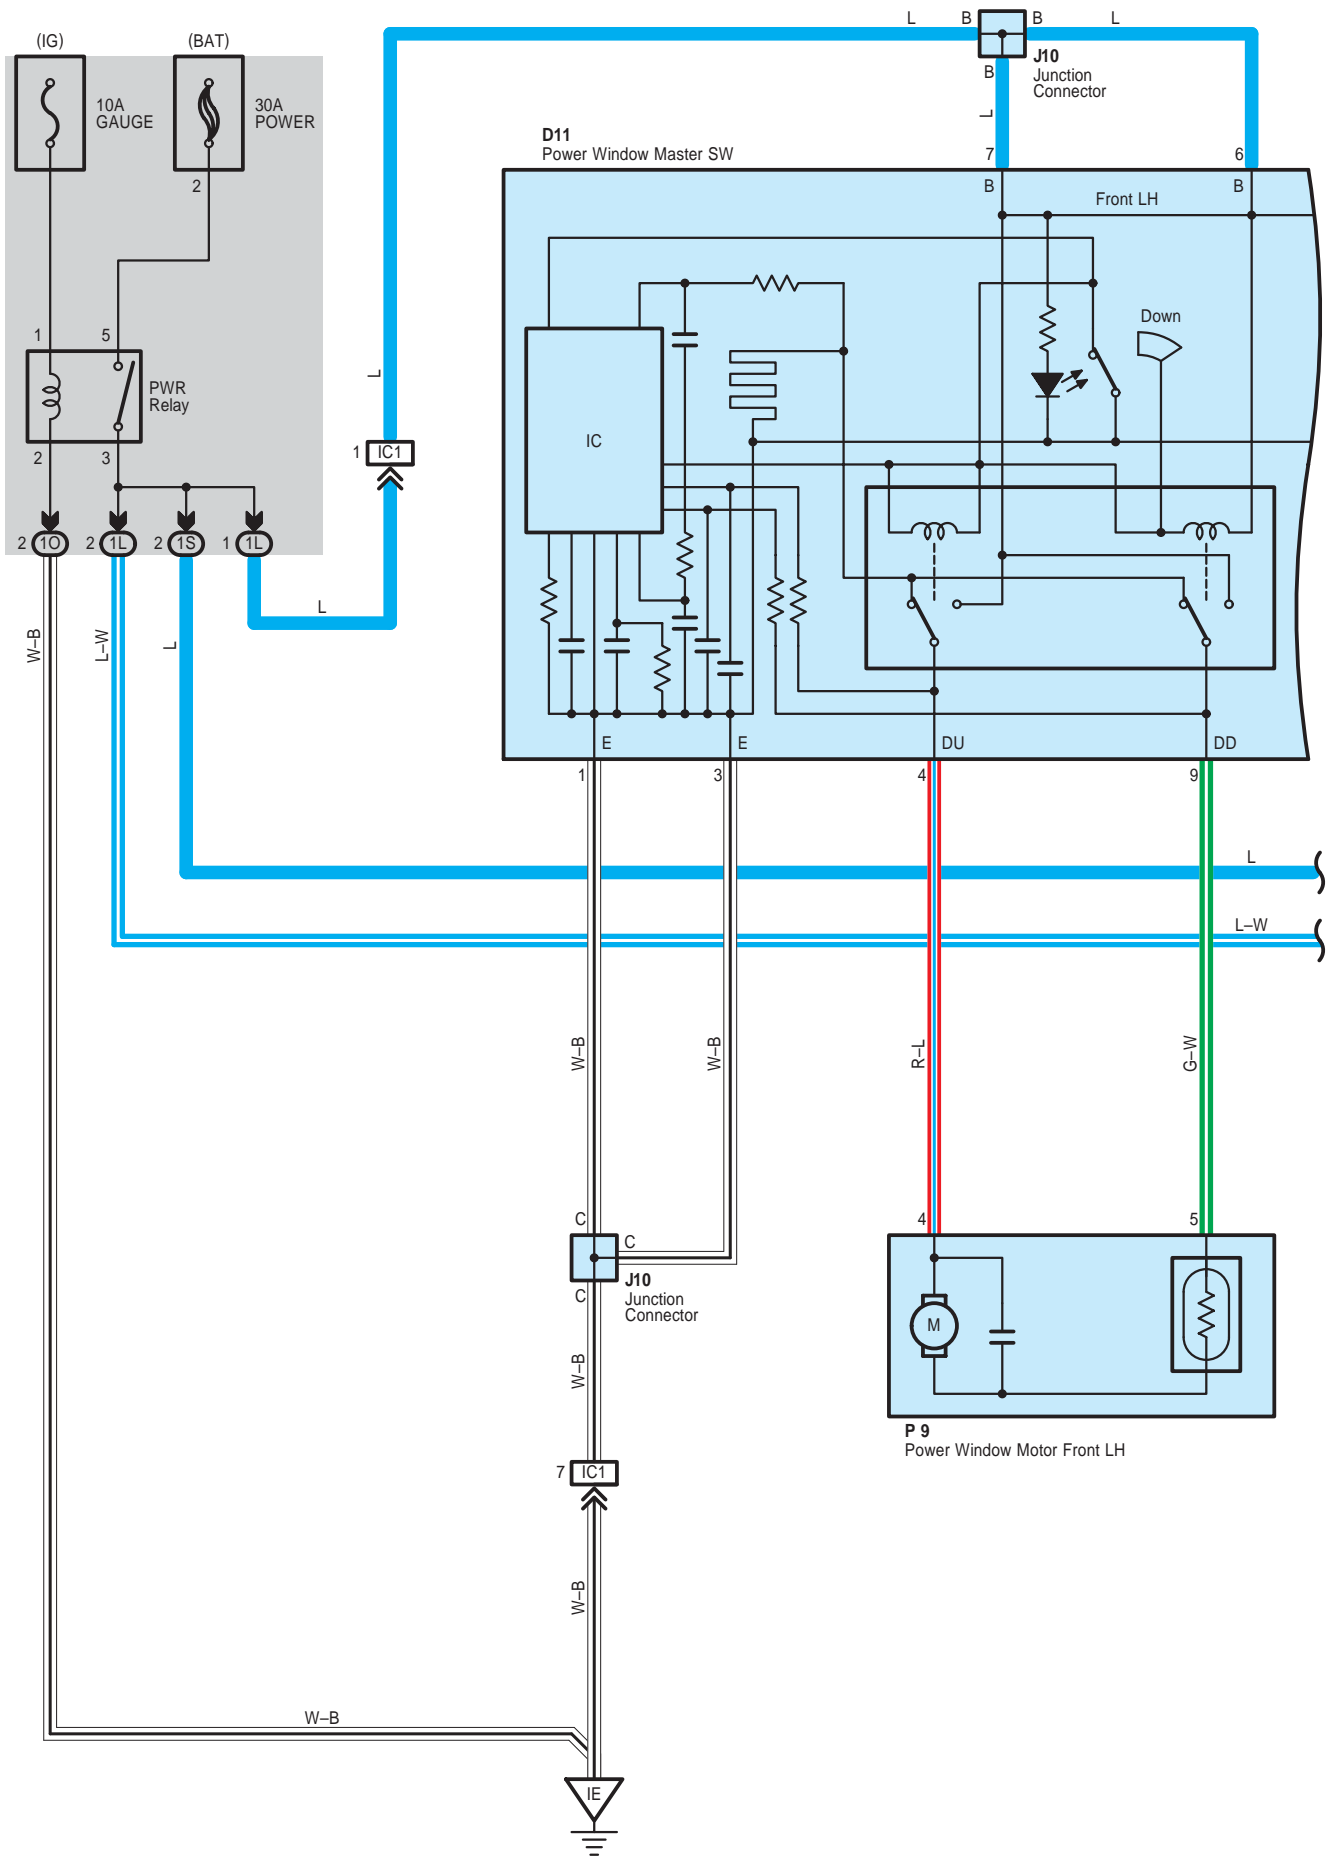 (IG)
(BAT)
10A
GAUGE
30A
POWER
2
1
5
PWR
Relay
2
3
2
1O
2
1L
2
1S
1
1L
W–B
L–W
L
L
L
1
IC1
L
B
B
L
J10
Junction
Connector
B
L
D11
Power Window Master SW
7
6
B
B
Front LH
Down
IC
E
E
DU
DD
1
3
4
9
L
L–W
W–B
W–B
R–L
G–W
C
C
C
J10
Junction
Connector
W–B
4
5
M
P 9
Power Window Motor Front LH
7
IC1
W–B
W–B
IE